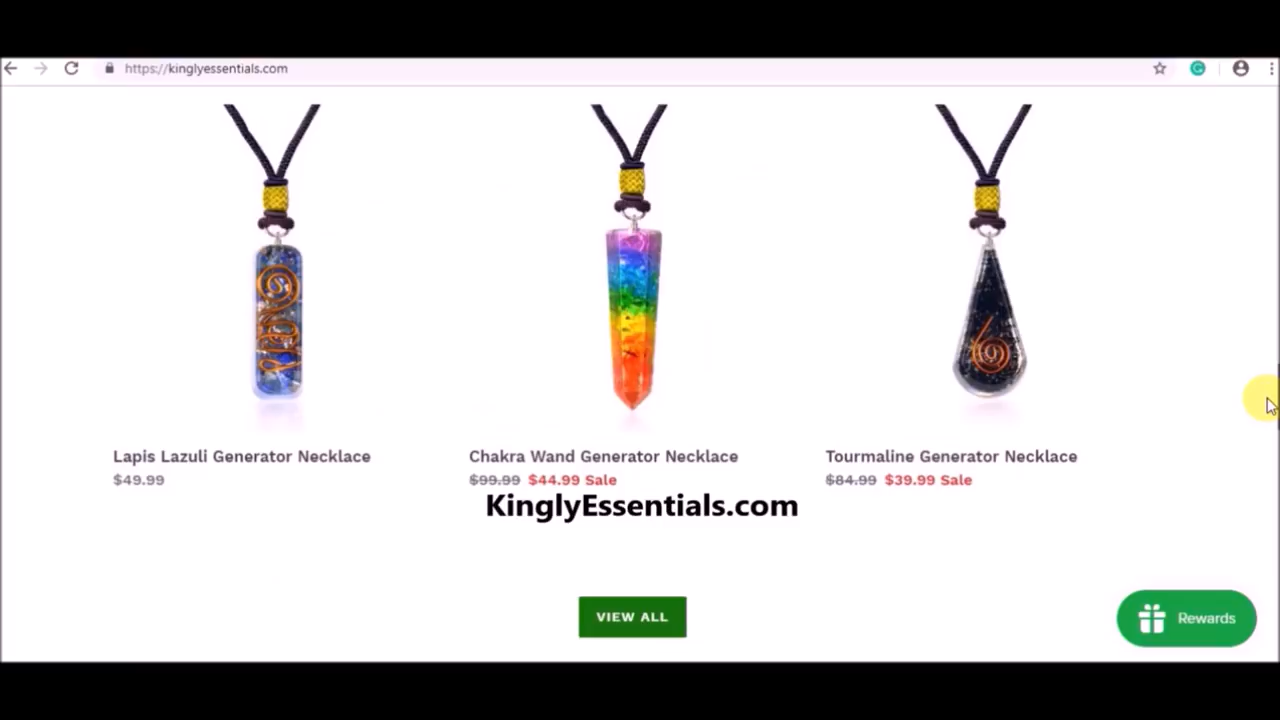 https://kinglyessentials.com
Lapis Lazuli Generator Necklace
$49.99
Chakra Wand Generator Necklace
$99.99 $44.99 Sale
Tourmaline Generator Necklace
$84.99 $39.99 Sale
KinglyEssentials.com
VIEW ALL
Rewards